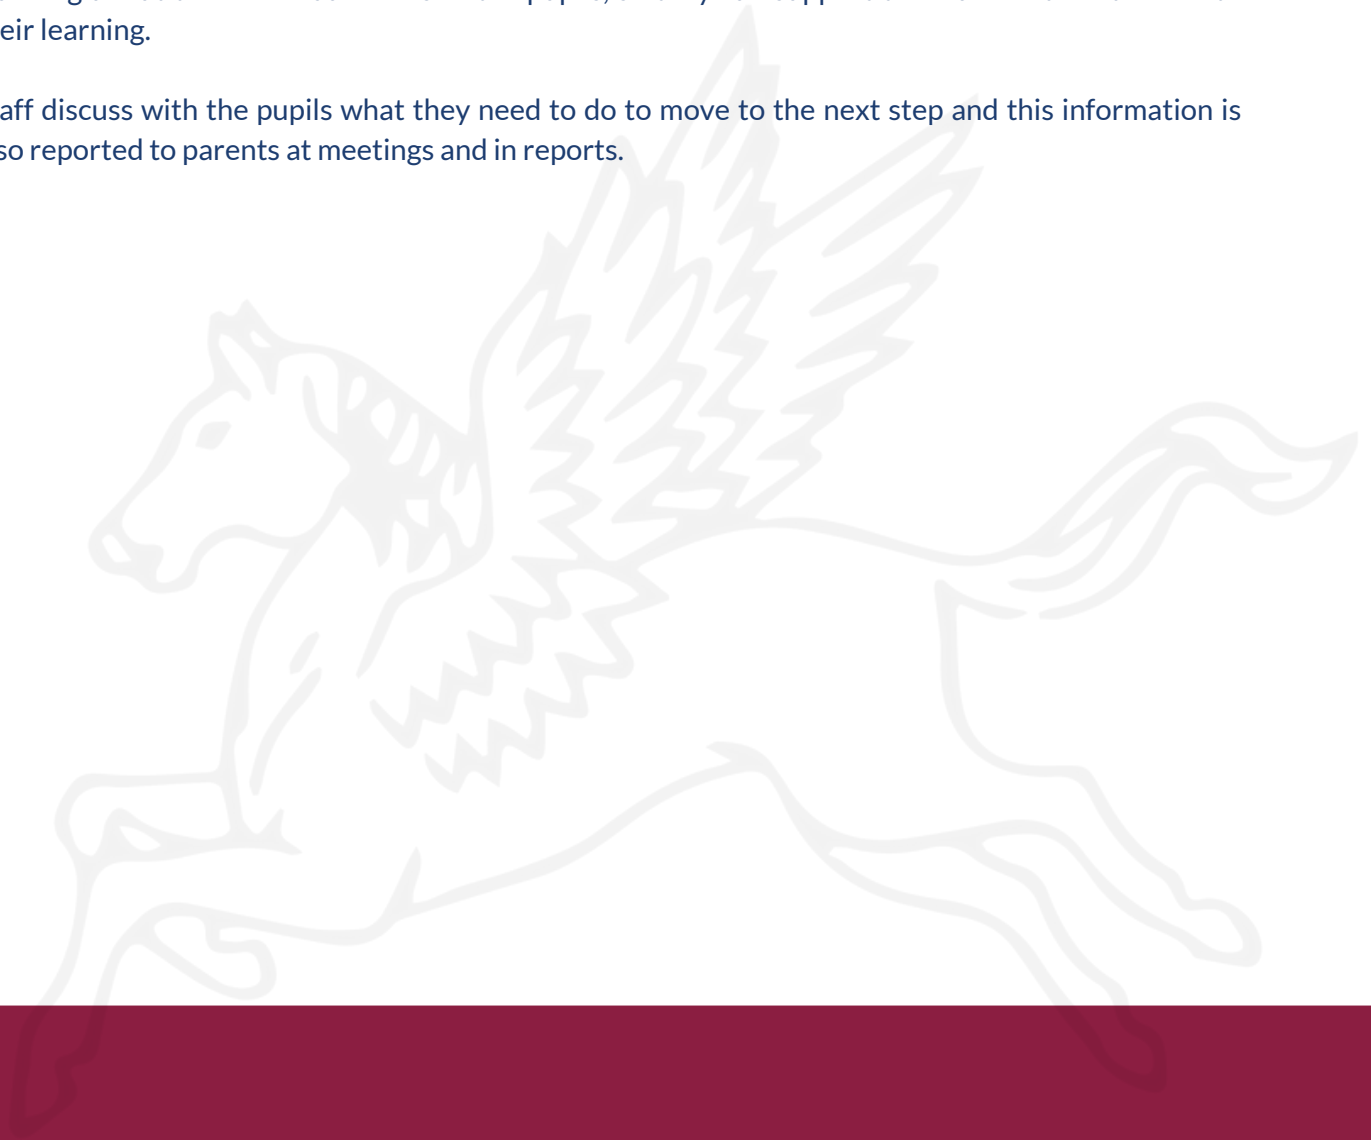 eir learning.
aff discuss with the pupils what they need to do to move to the next step and this information is
so reported to parents at meetings and in reports.